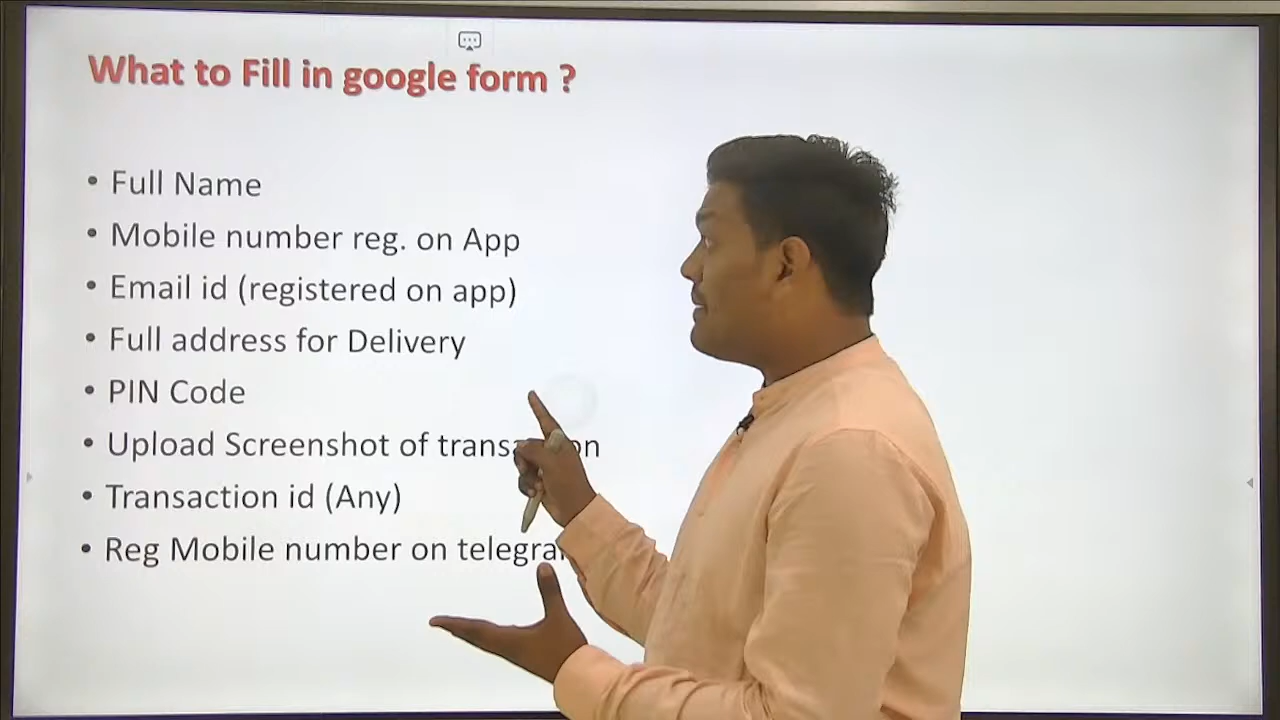 What to Fill in google form ?
• Full Name
• Mobile number reg. on App
• Email id (registered on app)
• Full address for Delivery
• PIN Code
• Upload Screenshot of
• Transaction id (Any)
• Reg Mobile number on